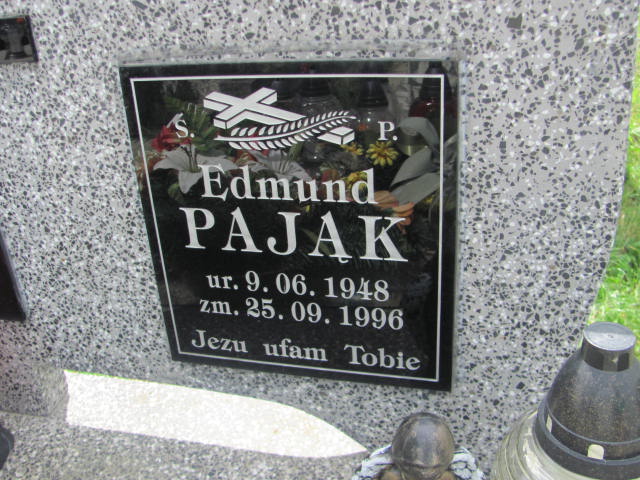 Ś. P.
Edmund
PAJĄK
ur. 9. 06. 1948
zm. 25. 09. 1996
Jezu ufam Tobie